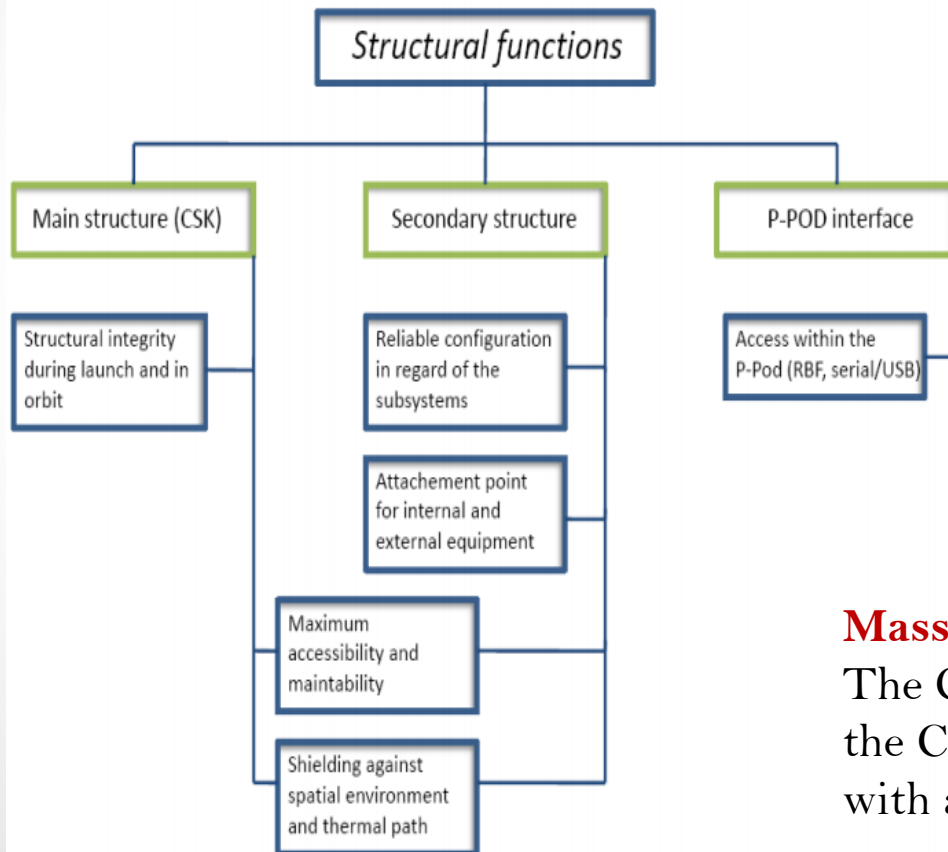 Structural functions
Main structure (CSK)
Secondary structure
P-POD interface
Structural integrity
during launch and in
orbit
Reliable configuration
in regard of the
subsystems
Access within the
P-Pod (RBF, serial/USB)
Attachement point
for internal and
external equipment
Maximum
accessibility and
maintability
Shielding against
spatial environment
and thermal path
Mass
The
the
with